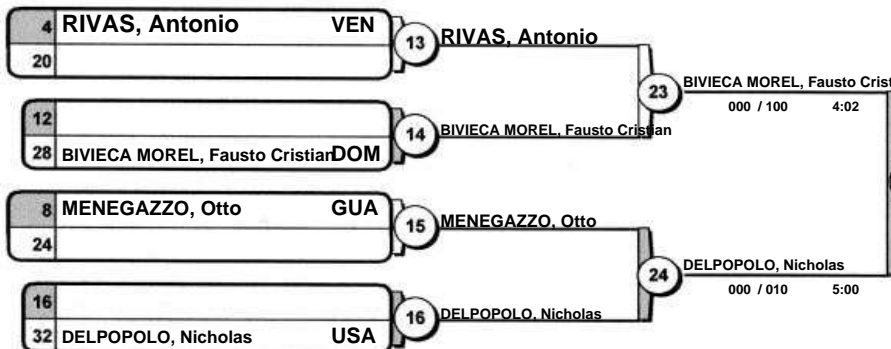 4 RIVAS, Antonio VEN
20
13 RIVAS, Antonio
12
28 BIVIECA MOREL, Fausto Cristian DOM
14 BIVIECA MOREL, Fausto Cristian
23 BIVIECA MOREL, Fausto Crist
000 / 100 4:02
8 MENEGAZZO, Otto GUA
24
15 MENEGAZZO, Otto
16
32 DELPOPOLO, Nicholas USA
16 DELPOPOLO, Nicholas
24 DELPOPOLO, Nicholas
000 / 010 5:00